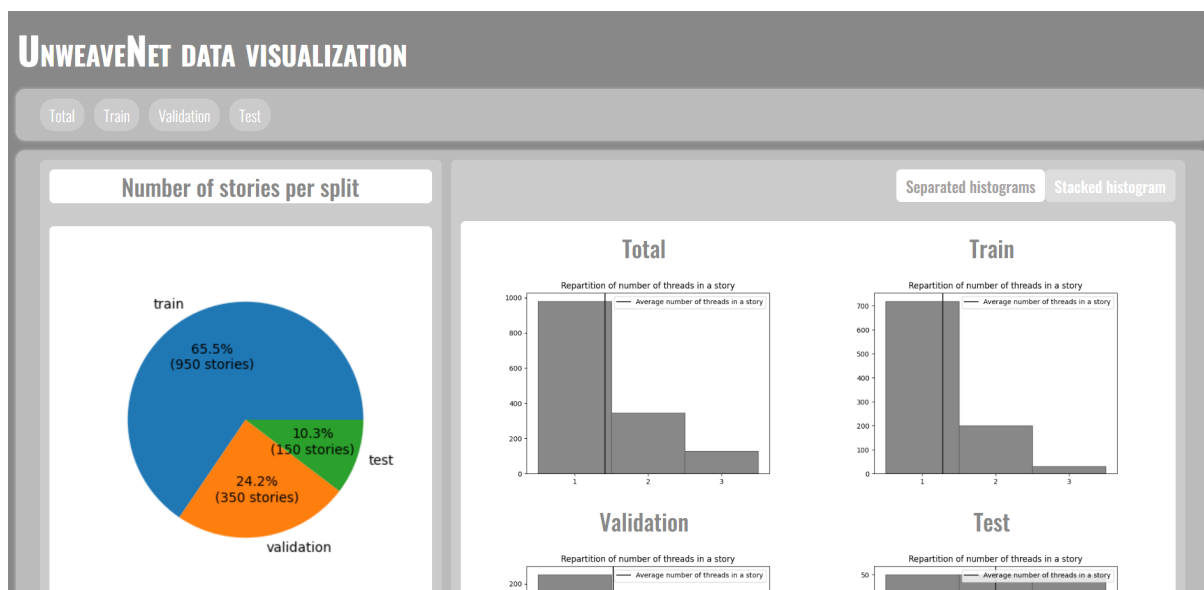 UnweaveNet data visualization
Total
Train
Validation
Test
Number of stories per split
train
65.5%
(950 stories)
10.3%
(150 stories)
test
24.2%
(350 stories)
validation
Separated histograms
Stacked histogram
Total
Repartition of number of threads in a story
Average number of threads in a story
1000
800
600
400
200
0
1
2
3
Train
Repartition of number of threads in a story
Average number of threads in a story
700
600
500
400
300
200
100
0
1
2
3
Validation
Repartition of number of threads in a story
Average number of threads in a story
200
Test
Repartition of number of threads in a story
Average number of threads in a story
50